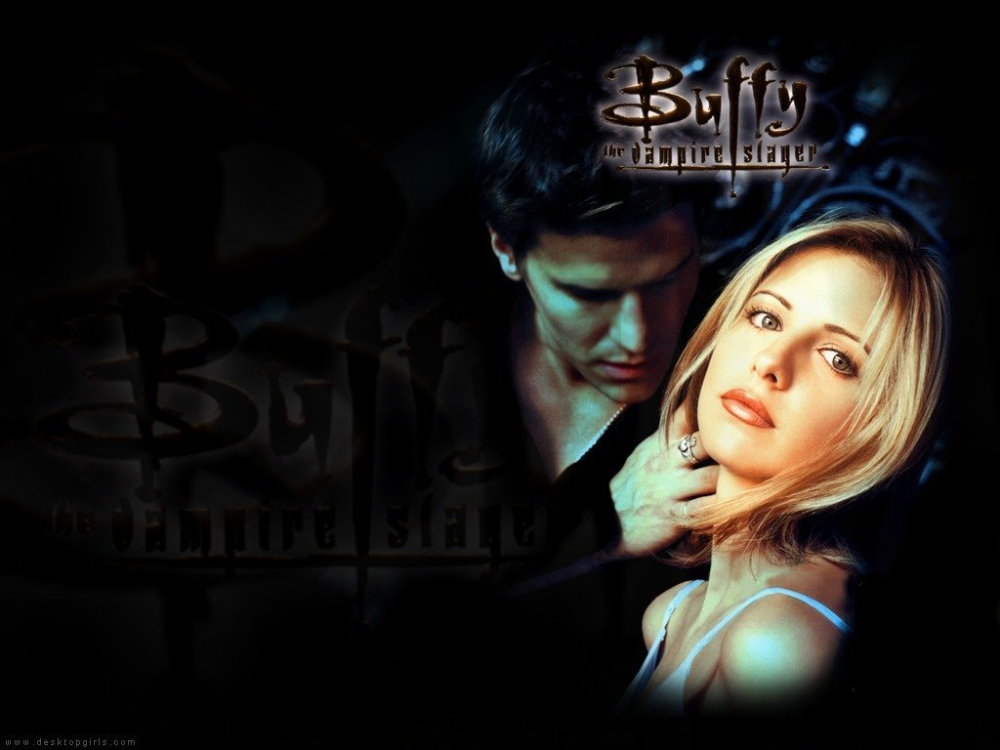 Buffy
the vampire slayer
Buffy
the vampire slayer
www.desktopgirls.com